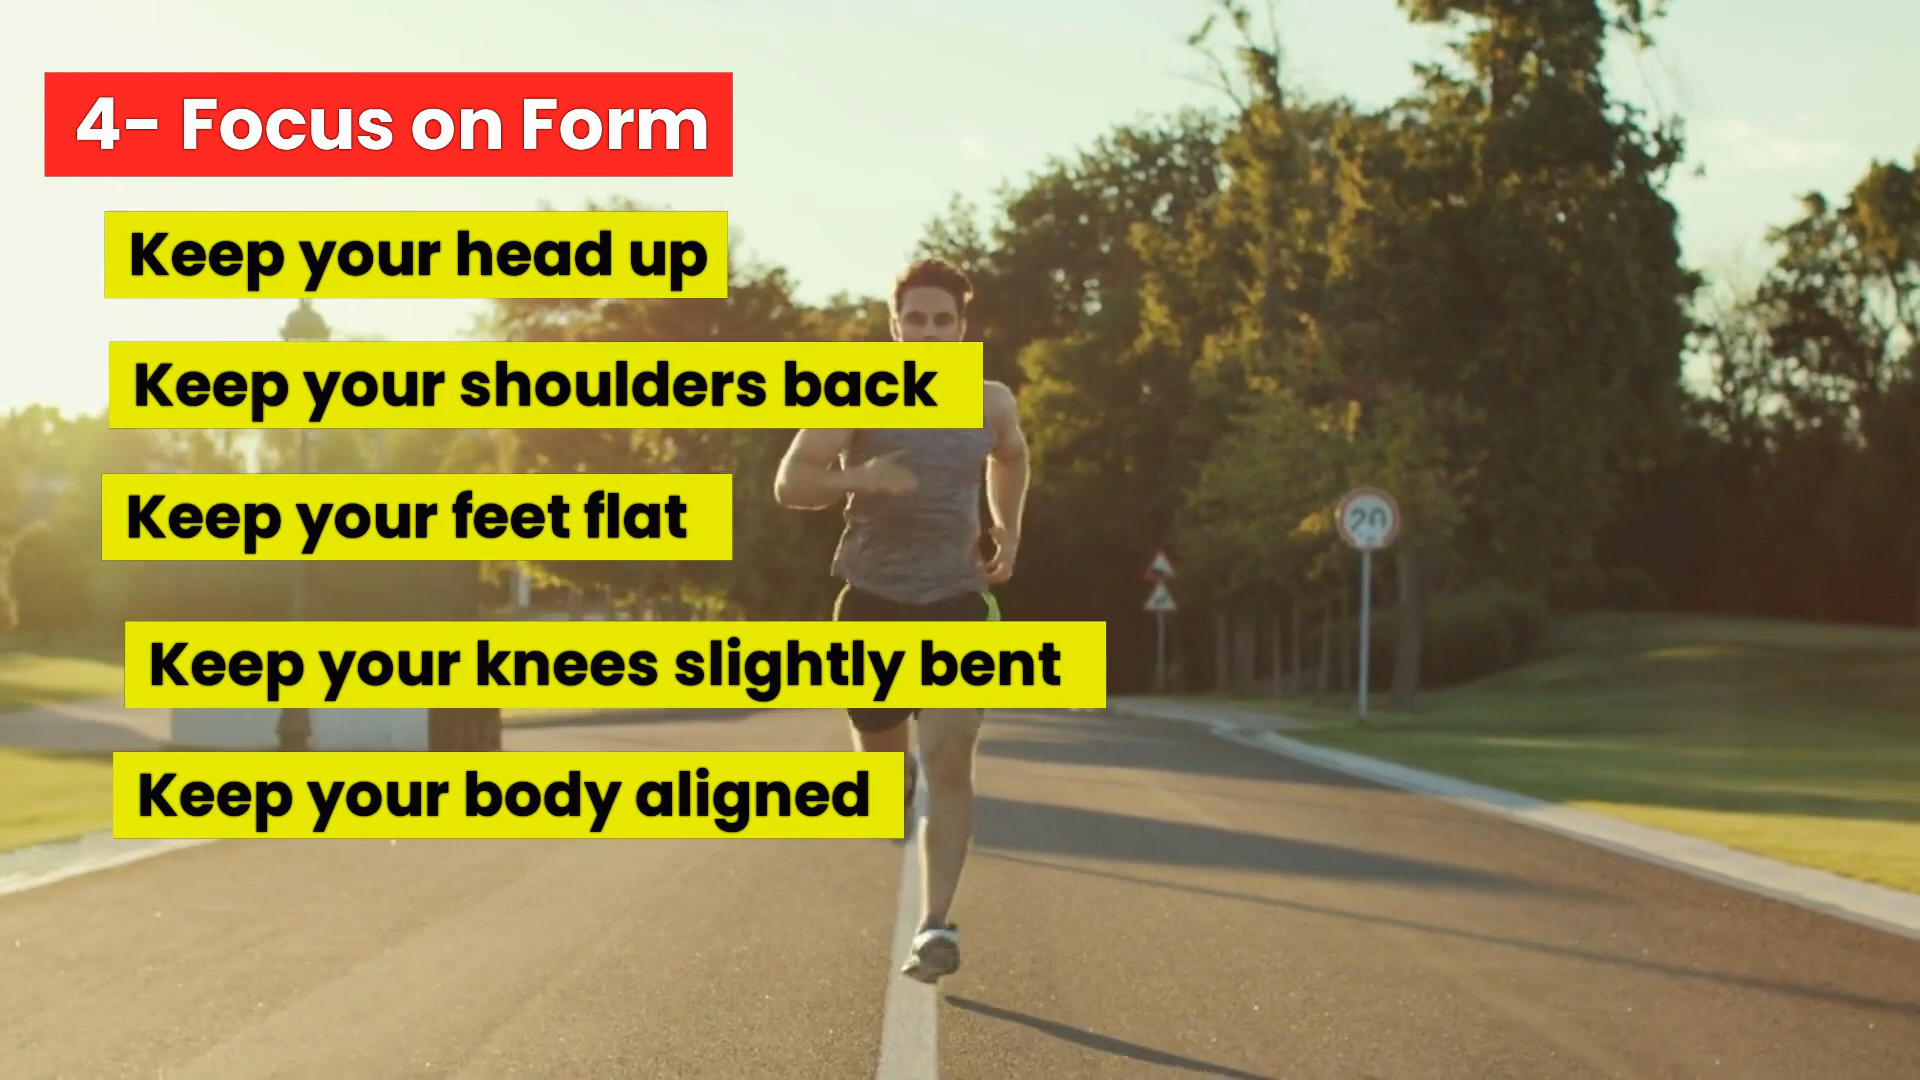 4- Focus on Form
Keep your head up
Keep your shoulders back
Keep your feet flat
Keep your knees slightly bent
Keep your body aligned
20